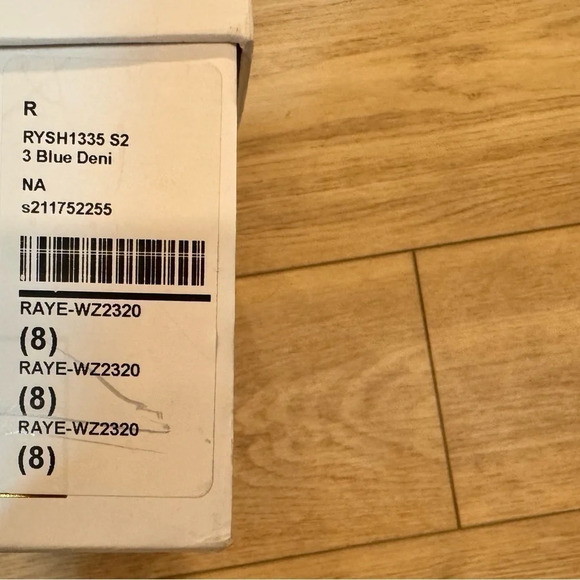 R
RYSH1335 S2
3 Blue Deni
NA
s211752255
RAYE-WZ2320
(8)
RAYE-WZ2320
(8)
RAYE-WZ2320
(8)